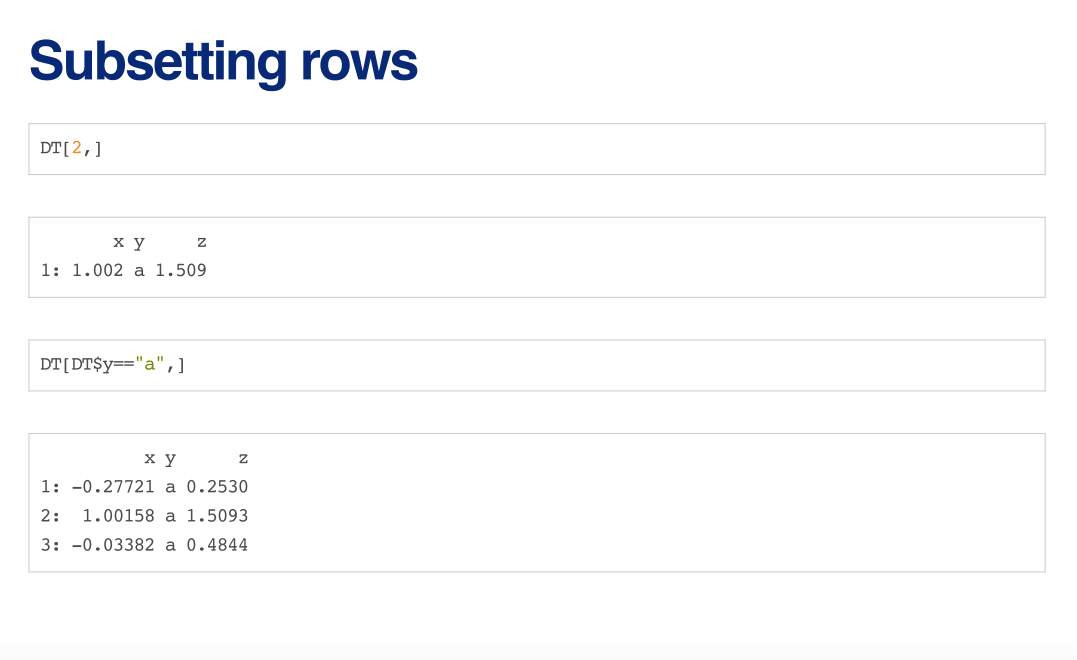 Subsetting rows
DT[2,]
       x y     z
1: 1.002 a 1.509
DT[DT$y=="a",]
          x y      z
1: -0.27721 a 0.2530
2:  1.00158 a 1.5093
3: -0.03382 a 0.4844